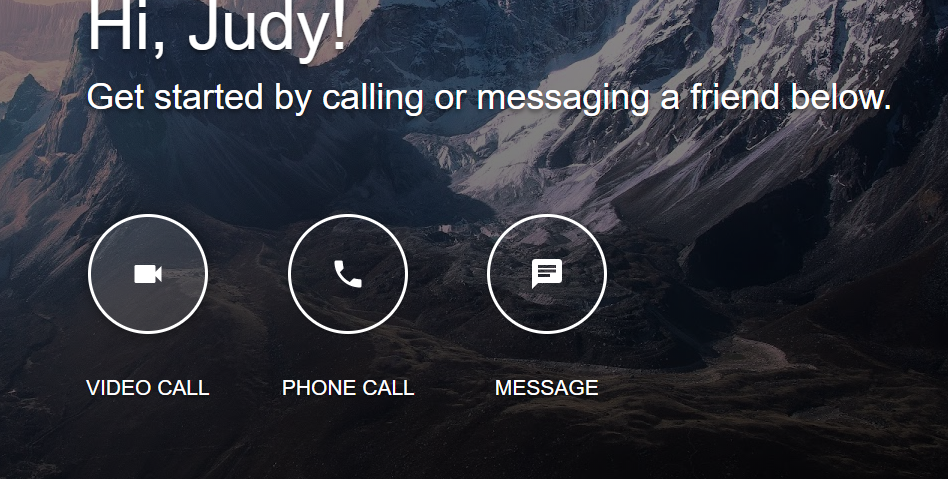 Hi, Judy!
Get started by calling or messaging a friend below.
VIDEO CALL
PHONE CALL
MESSAGE